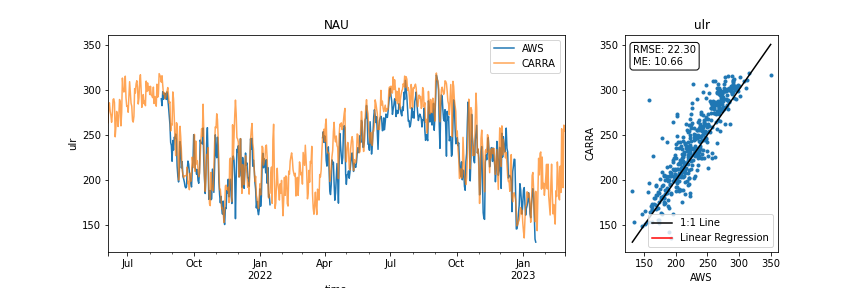 NAU
350
300
250
200
150
ulr
AWS
CARRA
Jul
Oct
Jan
2022
Apr
Jul
Oct
Jan
2023
time
ulr
350
300
250
200
150
CARRA
RMSE: 22.30
ME: 10.66
1:1 Line
Linear Regression
150 200 250 300 350
AWS